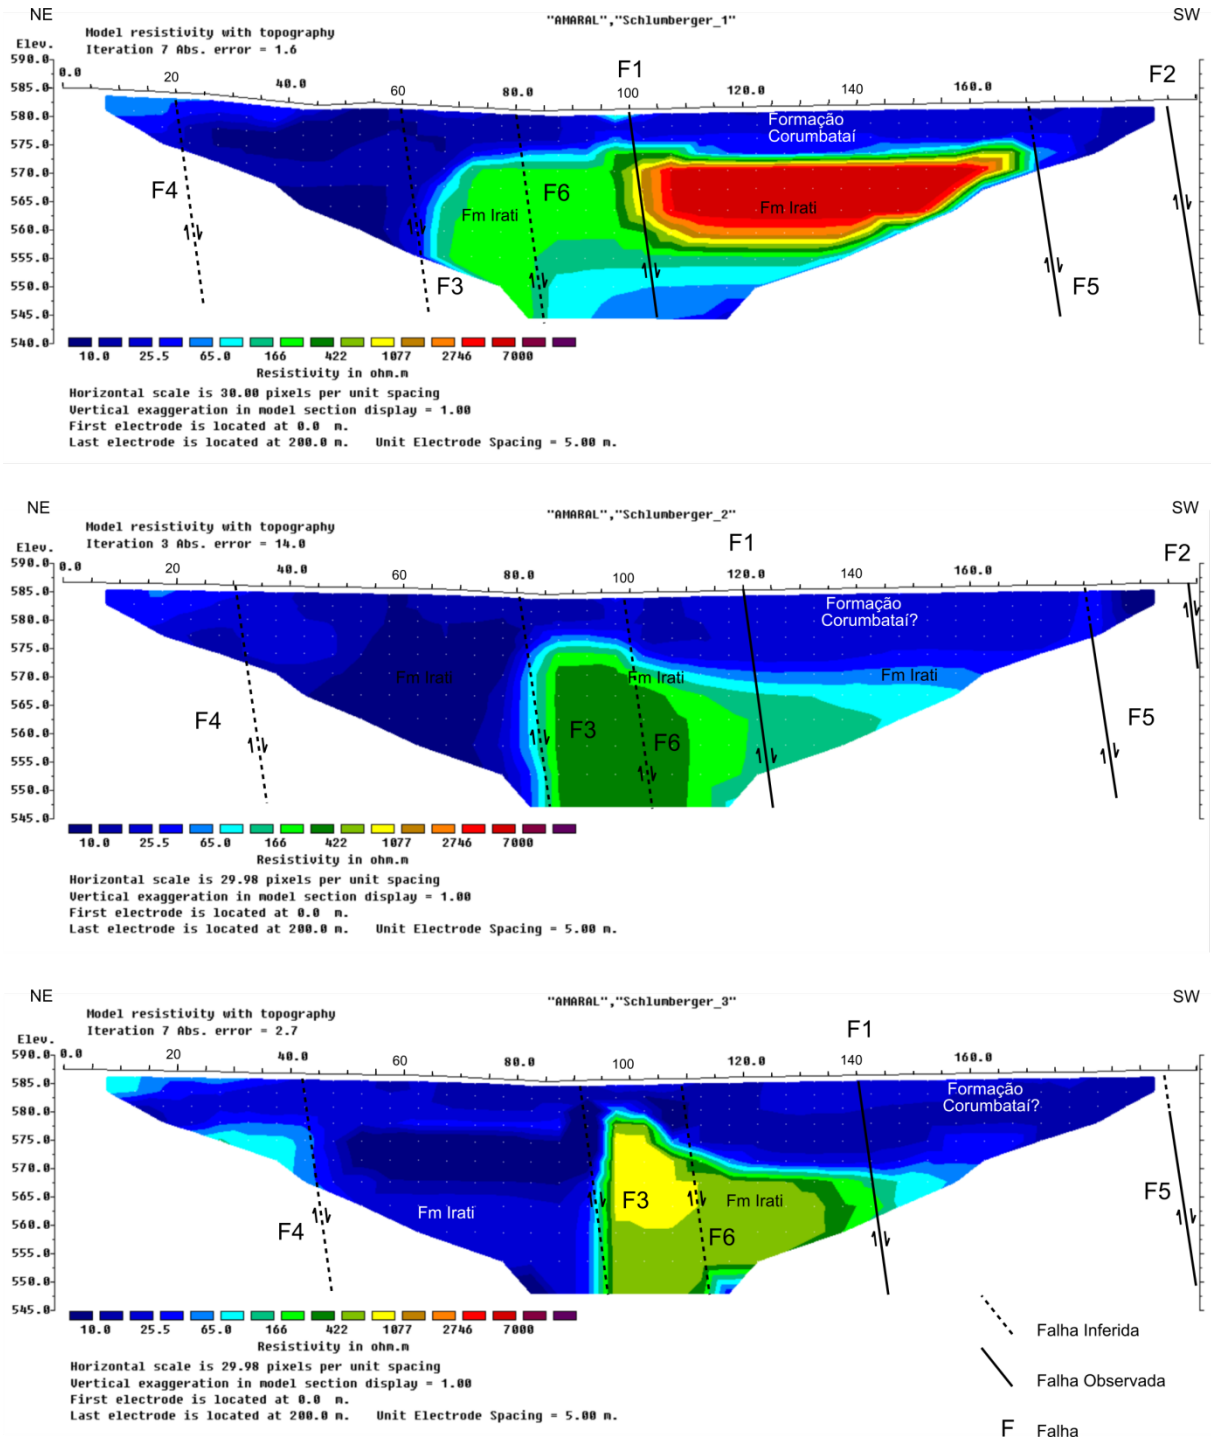 NE
SW
"AMARAL","Schlumberger_1"
Model resistivity with topography
Iteration 7 Abs. error = 1.6
Elev.
F1
F2
590.0
585.0
580.0
575.0
570.0
565.0
560.0
555.0
550.0
545.0
540.0
0.0 20 40.0 60 80.0 100 120.0 140 160.0
Formação
Corumbataí
F4
F6
Fm Irati
Fm Irati
F3
F5
10.0 25.5 65.0 166 422 1077 2746 7000
Resistivity in ohm.m
Horizontal scale is 30.00 pixels per unit spacing
Vertical exaggeration in model section display = 1.00
First electrode is located at 0.0 m.
Last electrode is located at 200.0 m. Unit Electrode Spacing = 5.00 m.
NE
SW
"AMARAL","Schlumberger_2"
Model resistivity with topography
Iteration 3 Abs. error = 14.0
Elev.
F1
F2
590.0
585.0
580.0
575.0
570.0
565.0
560.0
555.0
550.0
545.0
0.0 20 40.0 60 80.0 100 120.0 140 160.0
Formação
Corumbataí?
Fm Irati
Fm Irati
Fm Irati
F4
F3
F6
F5
10.0 25.5 65.0 166 422 1077 2746 7000
Resistivity in ohm.m
Horizontal scale is 29.98 pixels per unit spacing
Vertical exaggeration in model section display = 1.00
First electrode is located at 0.0 m.
Last electrode is located at 200.0 m. Unit Electrode Spacing = 5.00 m.
NE
SW
"AMARAL","Schlumberger_3"
Model resistivity with topography
Iteration 7 Abs. error = 2.7
Elev.
F1
590.0
585.0
580.0
575.0
570.0
565.0
560.0
555.0
550.0
545.0
0.0 20 40.0 60 80.0 100 120.0 140 160.0
Formação
Corumbataí?
F5
F3
Fm Irati
Fm Irati
F4
F6
10.0 25.5 65.0 166 422 1077 2746 7000
Resistivity in ohm.m
Horizontal scale is 29.98 pixels per unit spacing
Vertical exaggeration in model section display = 1.00
First electrode is located at 0.0 m.
Last electrode is located at 200.0 m. Unit Electrode Spacing = 5.00 m.
Falha Inferida
Falha Observada
F Falha